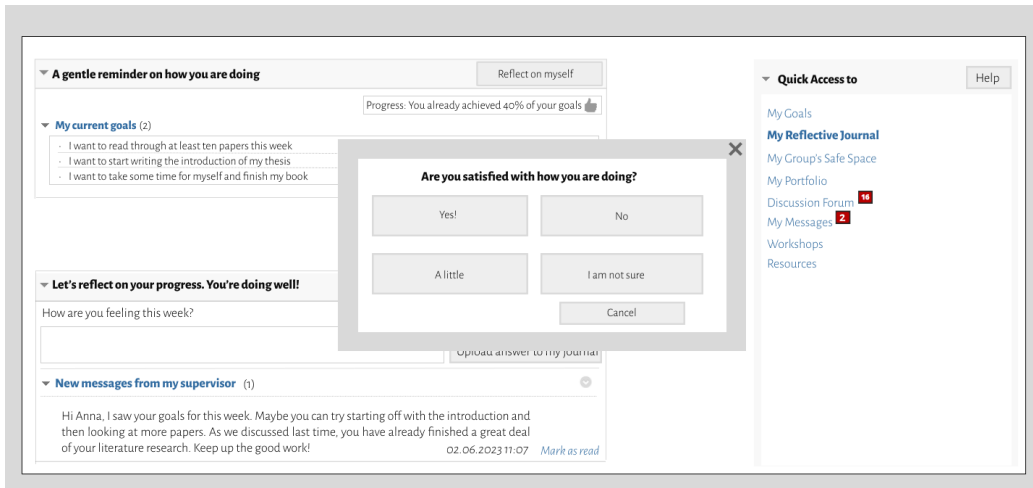 A gentle reminder on how you are doing
Reflect on myself
Progress: You already achieved 40% of your goals
My current goals (2)
· I want to read through at least ten papers this week
· I want to start writing the introduction of my thesis
· I want to take some time for myself and finish my book
Are you satisfied with how you are doing?
Yes!
No
A little
I am not sure
Cancel
Let's reflect on your progress. You're doing well!
How are you feeling this week?
Upload answer to my journal
New messages from my supervisor (1)
Hi Anna, I saw your goals for this week. Maybe you can try starting off with the introduction and
then looking at more papers. As we discussed last time, you have already finished a great deal
of your literature research. Keep up the good work!
02.06.2023 11:07 Mark as read
Quick Access to
Help
My Goals
My Reflective Journal
My Group's Safe Space
My Portfolio
Discussion Forum 16
My Messages 2
Workshops
Resources